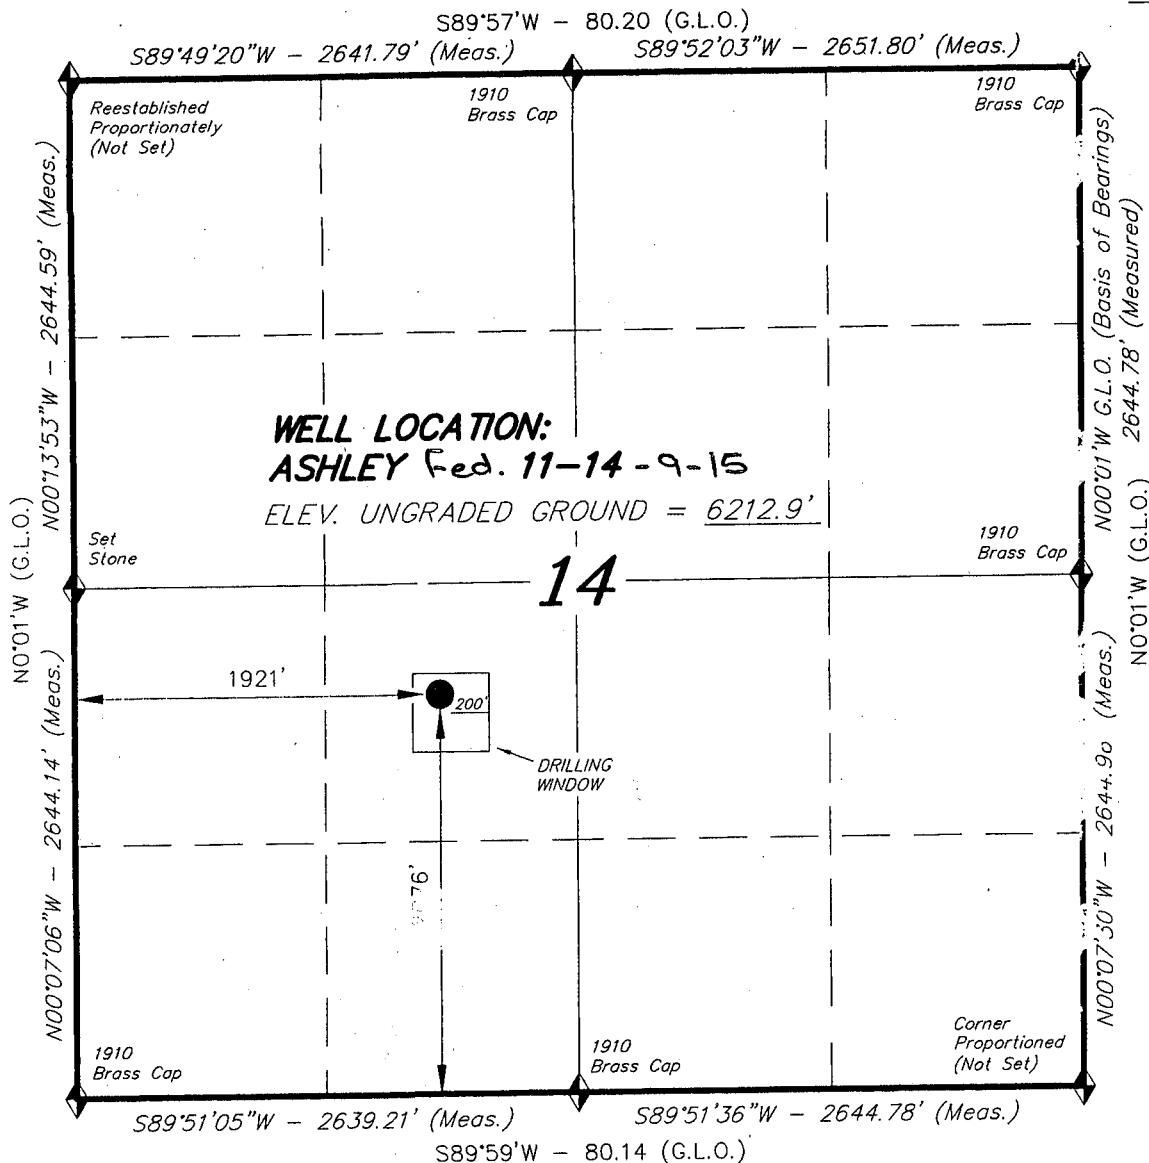 S89°57'W – 80.20 (G.L.O.)
S89°49'20"W – 2641.79' (Meas.)
S89°52'03"W – 2651.80' (Meas.)
Reestablished
Proportionately
(Not Set)
1910
Brass Cap
1910
Brass Cap
N00°13'53"W – 2644.59' (Meas.)
N00°01'W G.L.O. (Basis of Bearings)
2644.78' (Measured)
WELL LOCATION:
ASHLEY Fed. 11–14 -9-15
ELEV. UNGRADED GROUND = 6212.9'
Set
Stone
1910
Brass Cap
14
N0°01'W (G.L.O.)
N0°01'W (G.L.O.)
1921'
200'
DRILLING
WINDOW
N00°07'06"W – 2644.14' (Meas.)
N00°07'30"W – 2644.90 (Meas.)
76'
1910
Brass Cap
1910
Brass Cap
Corner
Proportioned
(Not Set)
S89°51'05"W – 2639.21' (Meas.)
S89°51'36"W – 2644.78' (Meas.)
S89°59'W – 80.14 (G.L.O.)